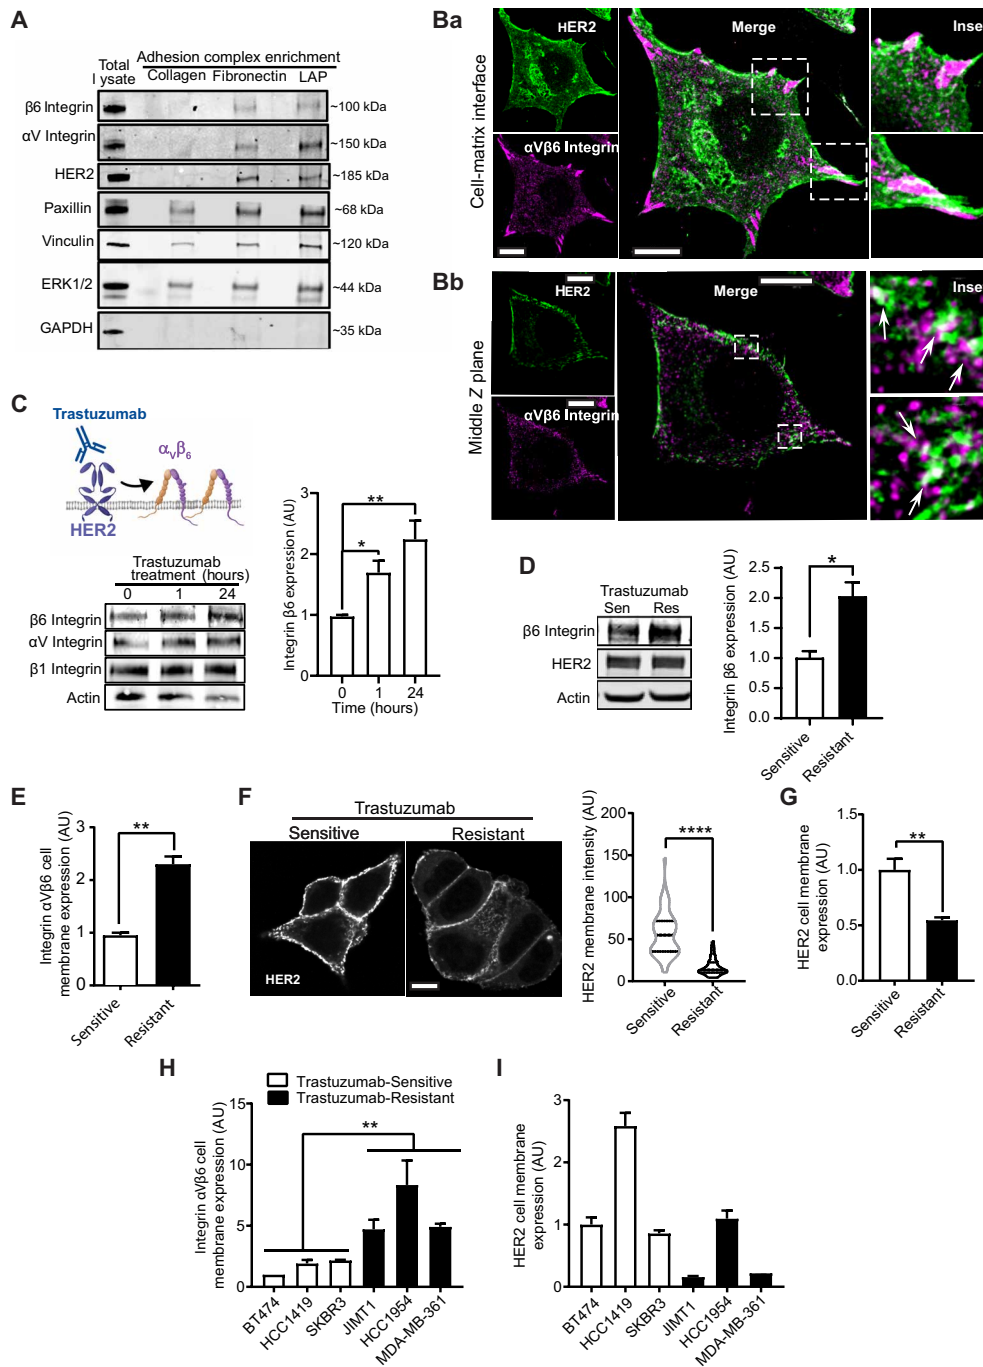 A
Total
lysate
Adhesion complex enrichment
Collagen Fibronectin LAP
β6 Integrin
~100 kDa
αV Integrin
~150 kDa
HER2
~185 kDa
Paxillin
~68 kDa
Vinculin
~120 kDa
ERK1/2
~44 kDa
GAPDH
~35 kDa
Ba
Cell-matrix interface
HER2
αVβ6 Integrin
Merge
Inse
Bb
Middle Z plane
HER2
αVβ6 Integrin
Merge
Inse
C
Trastuzumab
αVβ6
HER2
Trastuzumab
treatment (hours)
0 1 24
β6 Integrin
αV Integrin
β1 Integrin
Actin
Integrin β6 expression (AU)
3
2
1
0
*
**
0 1 24
Time (hours)
D
Trastuzumab
Sen Res
β6 Integrin
HER2
Actin
Integrin β6 expression (AU)
2.5
2.0
1.5
1.0
0.5
0.0
*
Sensitive
Resistant
E
Integrin αVβ6 cell
membrane expression (AU)
3
2
1
0
**
Sensitive
Resistant
F
Trastuzumab
Sensitive Resistant
HER2
HER2 membrane intensity (AU)
200
150
100
50
0
****
Sensitive
Resistant
G
HER2 cell membrane
expression (AU)
1.5
1.0
0.5
0.0
**
Sensitive
Resistant
H
Trastuzumab-Sensitive
Trastuzumab-Resistant
Integrin αVβ6 cell
membrane expression (AU)
15
10
5
0
**
BT474
HCC1419
SKBR3
JIMT1
HCC1954
MDA-MB-361
I
HER2 cell membrane
expression (AU)
3
2
1
0
BT474
HCC1419
SKBR3
JIMT1
HCC1954
MDA-MB-361